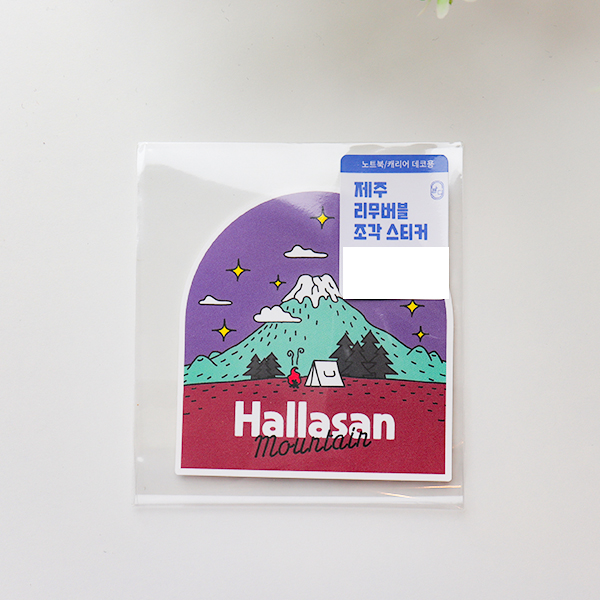 노트북/캐리어 데코용
제주
리무버블
조각 스티커
Hallasan
Mountain